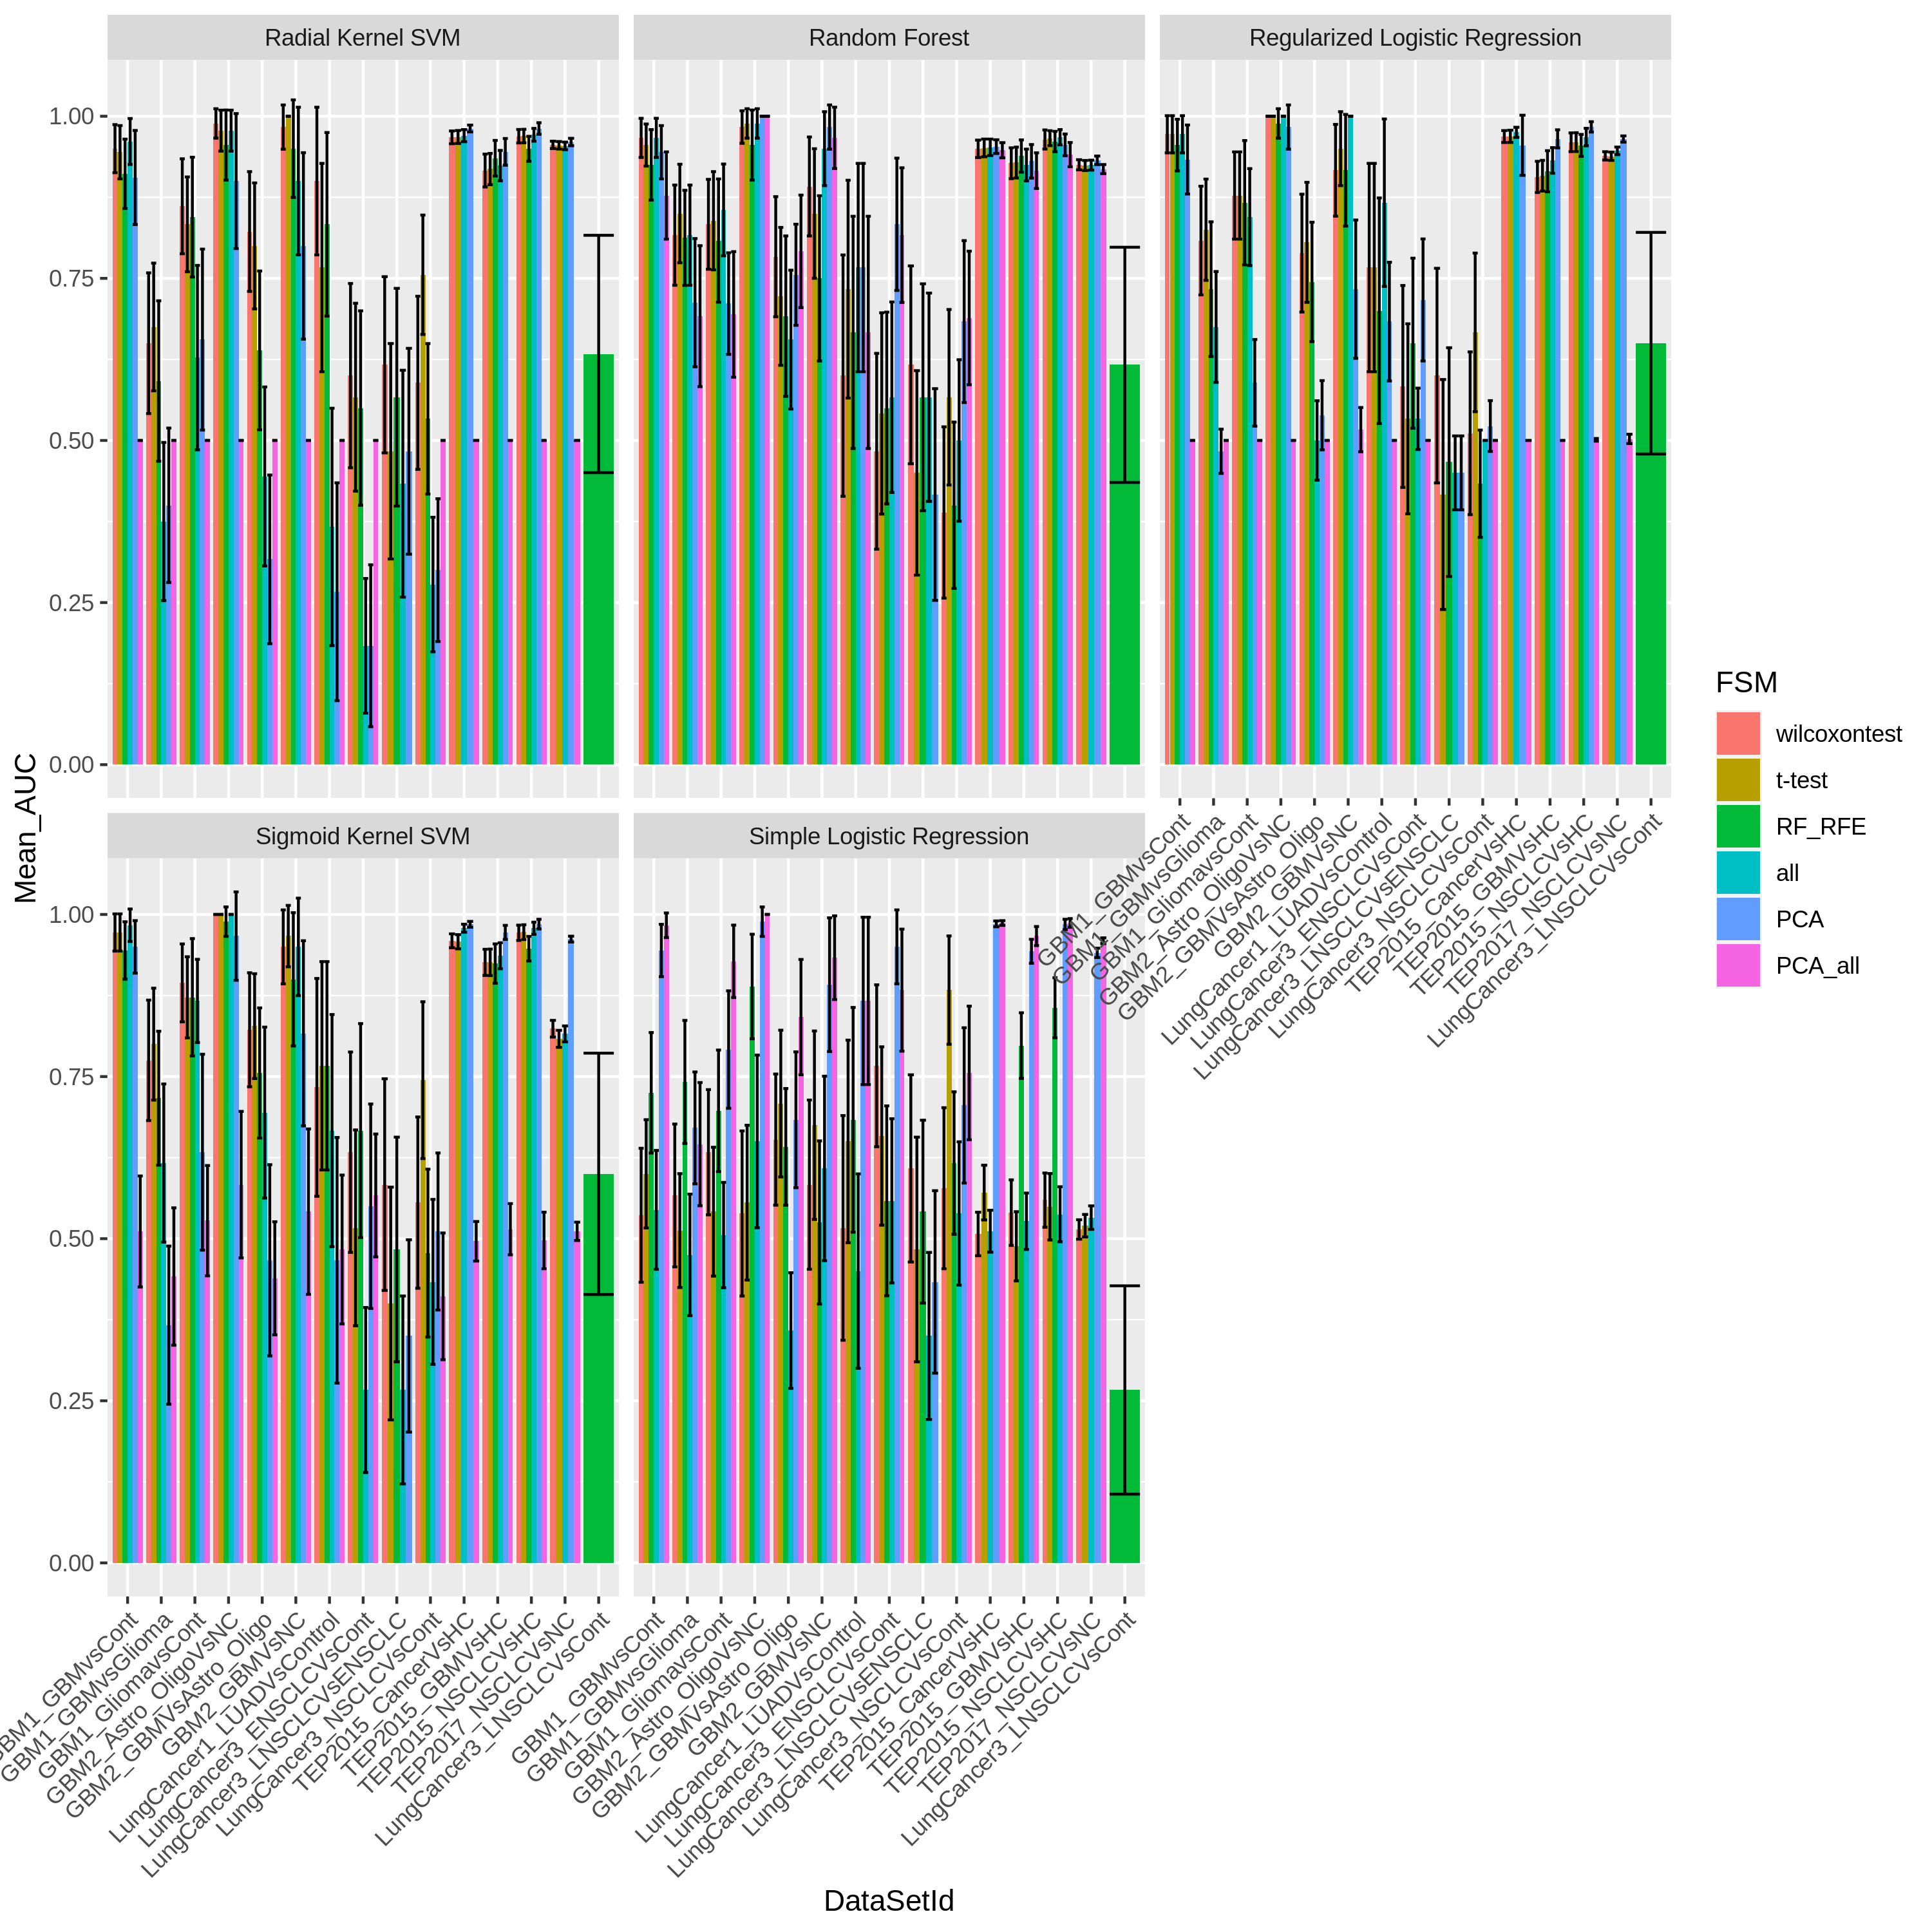 Radial Kernel SVM
Random Forest
Regularized Logistic Regression
1.00
0.75
0.50
0.25
0.00
Mean_AUC
Sigmoid Kernel SVM
Simple Logistic Regression
1.00
0.75
0.50
0.25
0.00
GBM1_GBMvsCont
GBM1_GBMvsGlioma
GBM1_GliomavsCont
GBM2_Astro_OligoVsNC
GBM2_GBMVsAstro_Oligo
GBM2_GBMVsNC
LungCancer1_LUADVsControl
LungCancer3_ENSCLCVsCont
LungCancer3_LNSCLCVsENSCLC
LungCancer3_NSCLCVsCont
TEP2015_CancerVsHC
TEP2015_GBMVsHC
TEP2015_NSCLCVsHC
TEP2017_NSCLCVsNC
LungCancer3_LNSCLCVsCont
FSM
wilcoxontest
t-test
RF_RFE
all
PCA
PCA_all
GBM1_GBMvsCont
GBM1_GBMvsGlioma
GBM1_GliomavsCont
GBM2_Astro_OligoVsNC
GBM2_GBMVsAstro_Oligo
GBM2_GBMVsNC
LungCancer1_LUADVsControl
LungCancer3_ENSCLCVsCont
LungCancer3_LNSCLCVsENSCLC
LungCancer3_NSCLCVsCont
TEP2015_CancerVsHC
TEP2015_GBMVsHC
TEP2015_NSCLCVsHC
TEP2017_NSCLCVsNC
LungCancer3_LNSCLCVsCont
GBM1_GBMvsCont
GBM1_GBMvsGlioma
GBM1_GliomavsCont
GBM2_Astro_OligoVsNC
GBM2_GBMVsAstro_Oligo
GBM2_GBMVsNC
LungCancer1_LUADVsControl
LungCancer3_ENSCLCVsCont
LungCancer3_LNSCLCVsENSCLC
LungCancer3_NSCLCVsCont
TEP2015_CancerVsHC
TEP2015_GBMVsHC
TEP2015_NSCLCVsHC
TEP2017_NSCLCVsNC
LungCancer3_LNSCLCVsCont
DataSetId